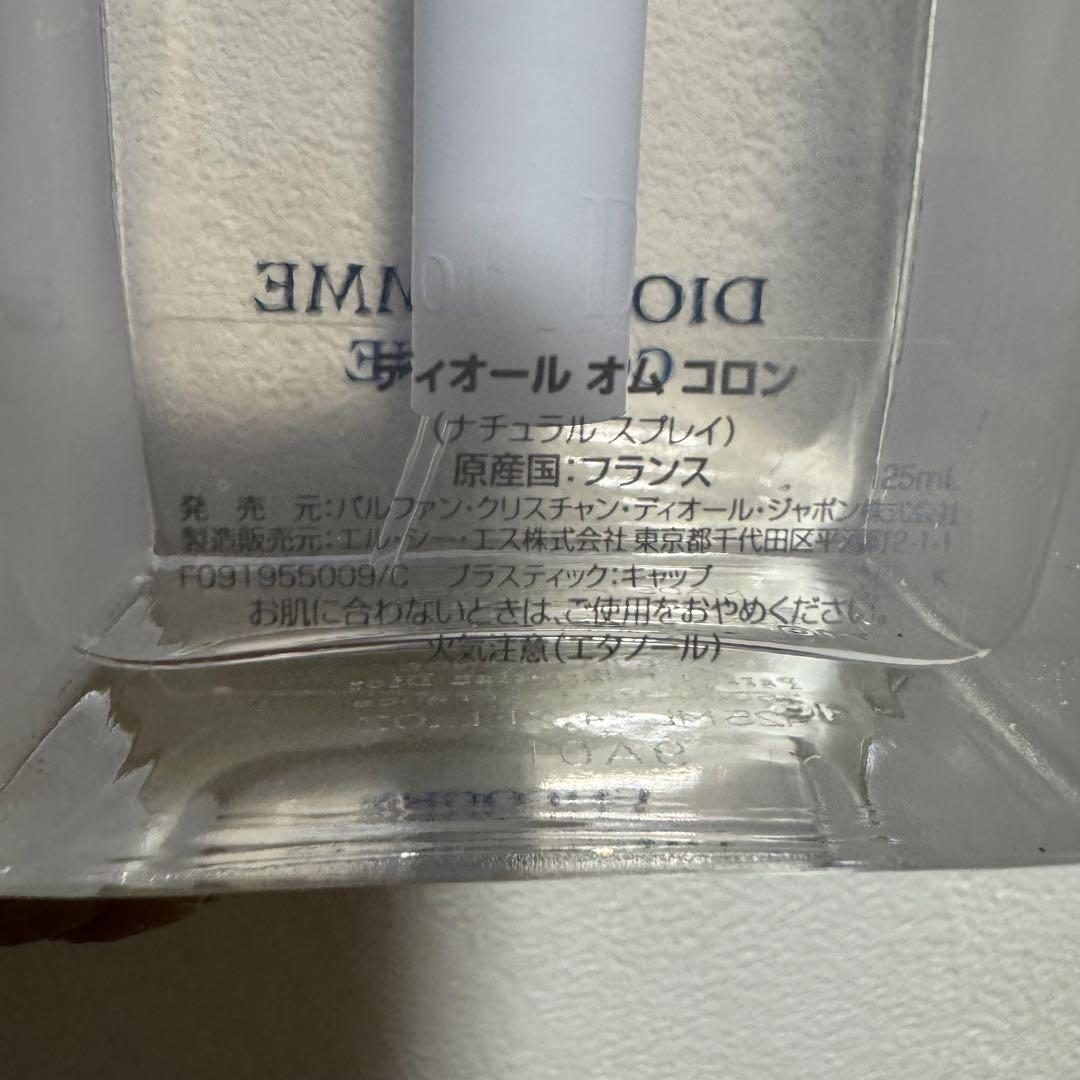 DIOR HOMME
COLOGNE
ディオール オム コロン
(ナチュラル スプレイ)
原産国:フランス 125mL
発 売 元:パルファン・クリスチャン・ディオール・ジャポン株式会社
製造販売元:エル・シー・エス株式会社 東京都千代田区平河町2-1-1
F091955009/C プラスティック:キャップ K
お肌に合わないときは、ご使用をおやめください。
火気注意(エタノール)
9A01